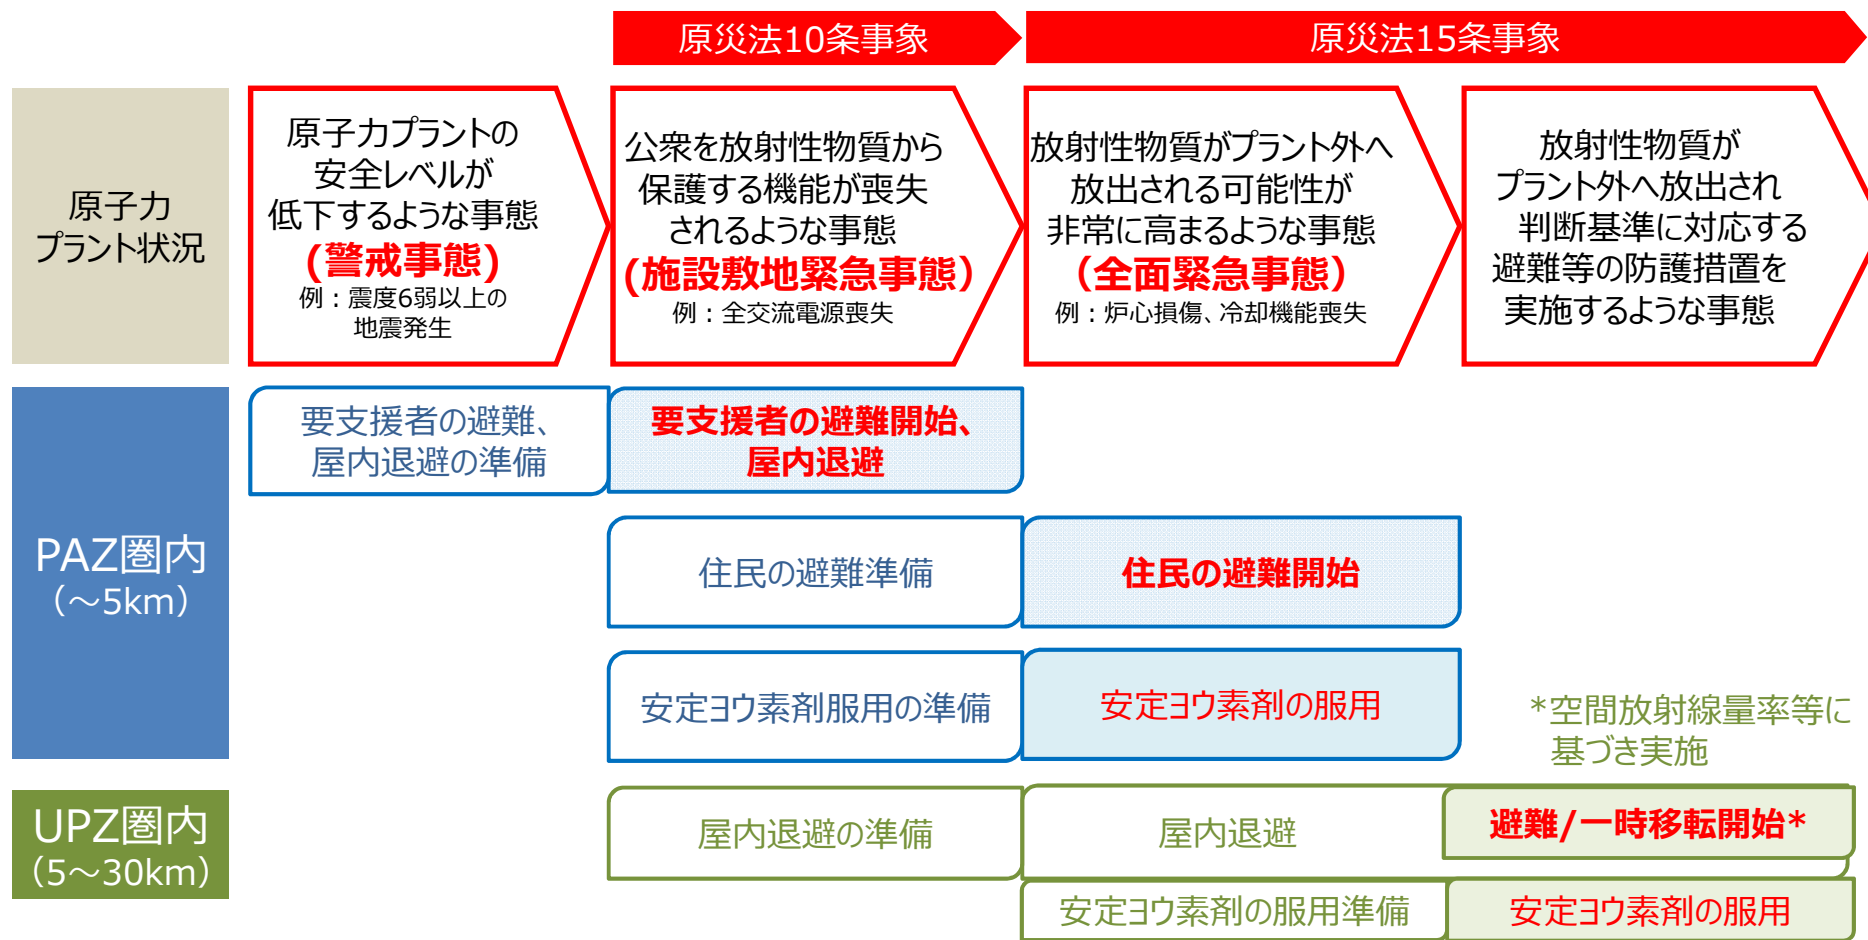 原災法10条事象
原災法15条事象
原子力
プラント状況
原子力プラントの
安全レベルが
低下するような事態
(警戒事態)
例：震度6弱以上の
地震発生
公衆を放射性物質から
保護する機能が喪失
されるような事態
(施設敷地緊急事態）
例：全交流電源喪失
放射性物質がプラント外へ
放出される可能性が
非常に高まるような事態
（全面緊急事態）
例：炉心損傷、冷却機能喪失
放射性物質が
プラント外へ放出され
判断基準に対応する
避難等の防護措置を
実施するような事態
PAZ圏内
（～5km）
要支援者の避難、
屋内退避の準備
要支援者の避難開始、
屋内退避
住民の避難準備
住民の避難開始
安定ヨウ素剤服用の準備
安定ヨウ素剤の服用
*空間放射線量率等に
基づき実施
UPZ圏内
（5～30km）
屋内退避の準備
屋内退避
避難/一時移転開始*
安定ヨウ素剤の服用準備
安定ヨウ素剤の服用